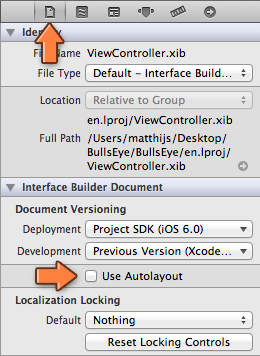 Identity
File Name ViewController.xib
File Type Default - Interface Build...
Location Relative to Group
en.lproj/ViewController.xib
Full Path /Users/matthijs/Desktop/
BullsEye/BullsEye/en.lproj/
ViewController.xib
Interface Builder Document
Document Versioning
Deployment Project SDK (iOS 6.0)
Development Previous Version (Xcode...
Use Autolayout
Localization Locking
Default Nothing
Reset Locking Controls